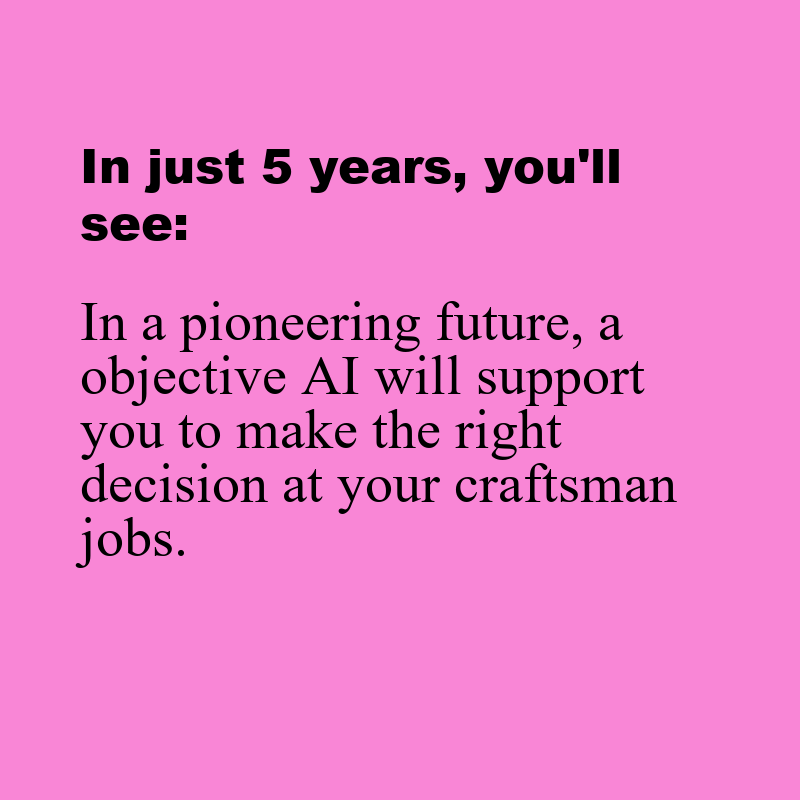 In just 5 years, you'll
see:
In a pioneering future, a
objective AI will support
you to make the right
decision at your craftsman
jobs.